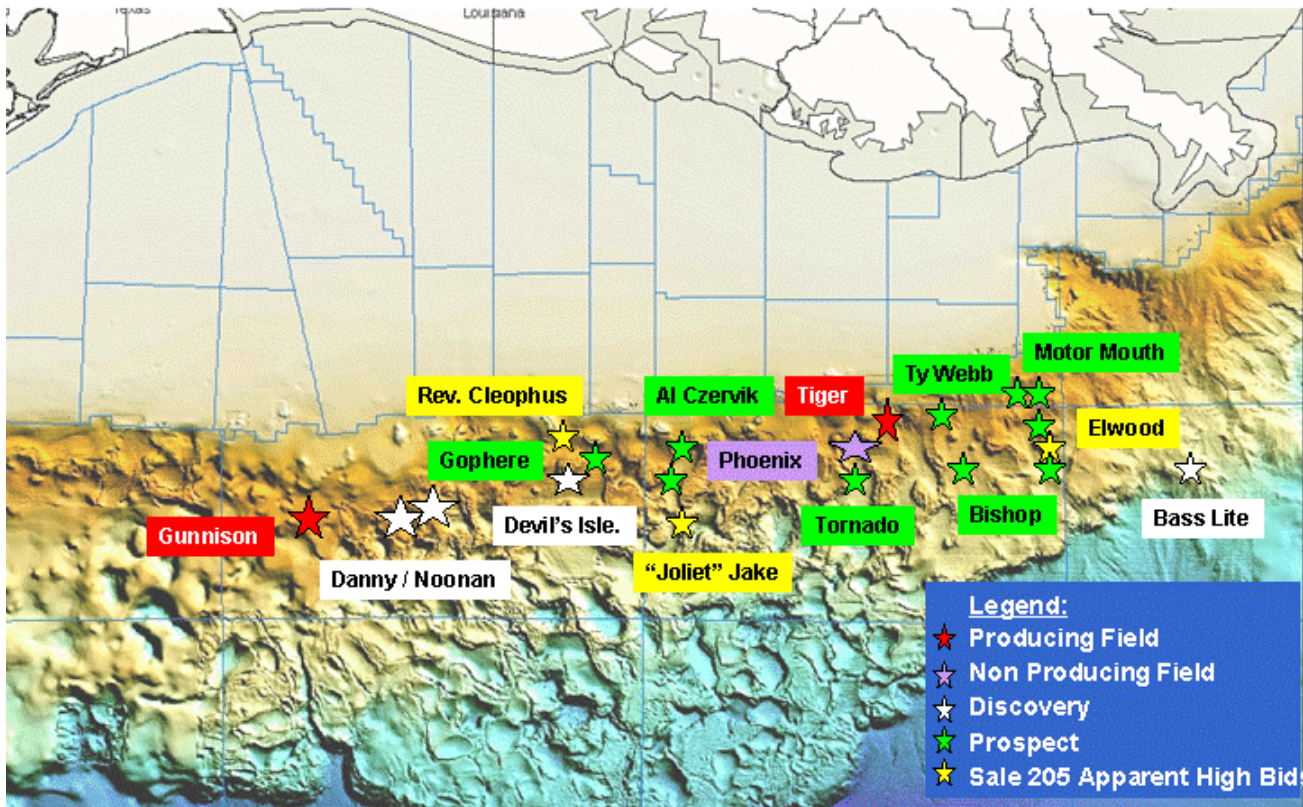 Texas
Louisiana
Motor Mouth
Ty Webb
Rev. Cleophus
Al Czervik
Tiger
Elwood
Gophere
Phoenix
Devil's Isle.
Tornado
Bishop
Bass Lite
Gunnison
Danny / Noonan
“Joliet” Jake
Legend:
Producing Field
Non Producing Field
Discovery
Prospect
Sale 205 Apparent High Bids